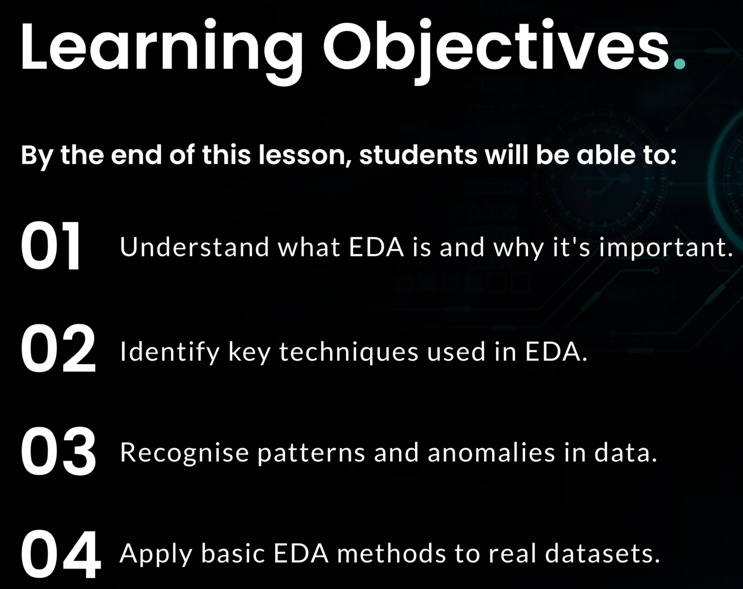 Learning Objectives.
By the end of this lesson, students will be able to:
01 Understand what EDA is and why it's important.
02 Identify key techniques used in EDA.
03 Recognise patterns and anomalies in data.
04 Apply basic EDA methods to real datasets.